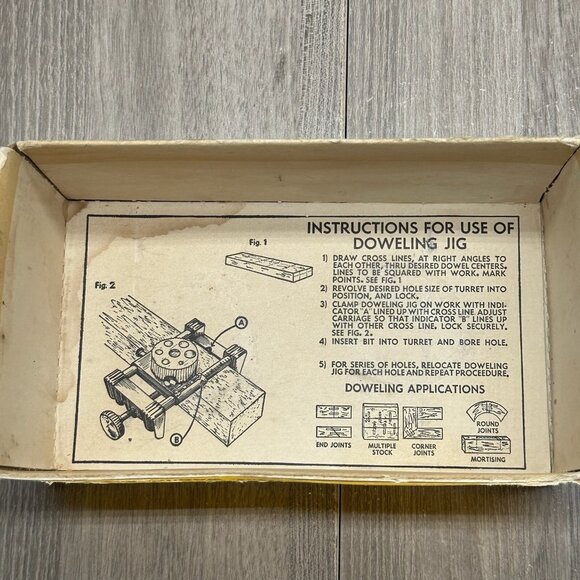 INSTRUCTIONS FOR USE OF
DOWELING JIG
1) DRAW CROSS LINES, AT RIGHT ANGLES TO
EACH OTHER, THRU DESIRED DOWEL CENTERS.
LINES TO BE SQUARED WITH WORK. MARK
POINTS. SEE FIG. 1
2) REVOLVE DESIRED HOLE SIZE OF TURRET INTO
POSITION, AND LOCK.
3) CLAMP DOWELING JIG ON WORK WITH INDI-
CATOR "A" LINED UP WITH CROSS LINE. ADJUST
CARRIAGE SO THAT INDICATOR "B" LINES UP
WITH OTHER CROSS LINE. LOCK SECURELY.
SEE FIG. 2.
4) INSERT BIT INTO TURRET AND BORE HOLE.
5) FOR SERIES OF HOLES, RELOCATE DOWELING
JIG FOR EACH HOLE AND REPEAT PROCEDURE.
DOWELING APPLICATIONS
END JOINTS
MULTIPLE
STOCK
CORNER
JOINTS
ROUND
JOINTS
MORTISING
Fig. 1
Fig. 2
A
B